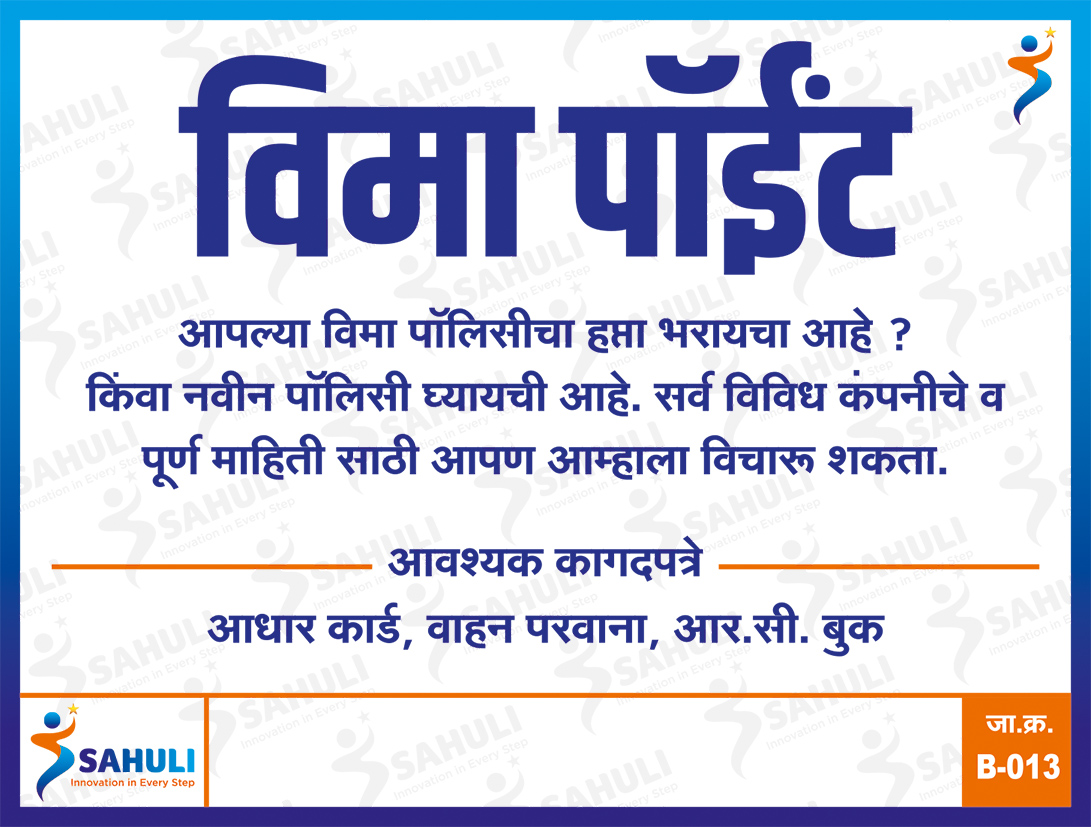 विमा पॉईंट
आपल्या विमा पॉलिसीचा हप्ता भरायचा आहे ?
किंवा नवीन पॉलिसी घ्यायची आहे. सर्व विविध कंपनीचे व
पूर्ण माहिती साठी आपण आम्हाला विचारू शकता.
आवश्यक कागदपत्रे
आधार कार्ड, वाहन परवाना, आर.सी. बुक
SAHULI
Innovation in Every Step
जा.क्र.
B-013